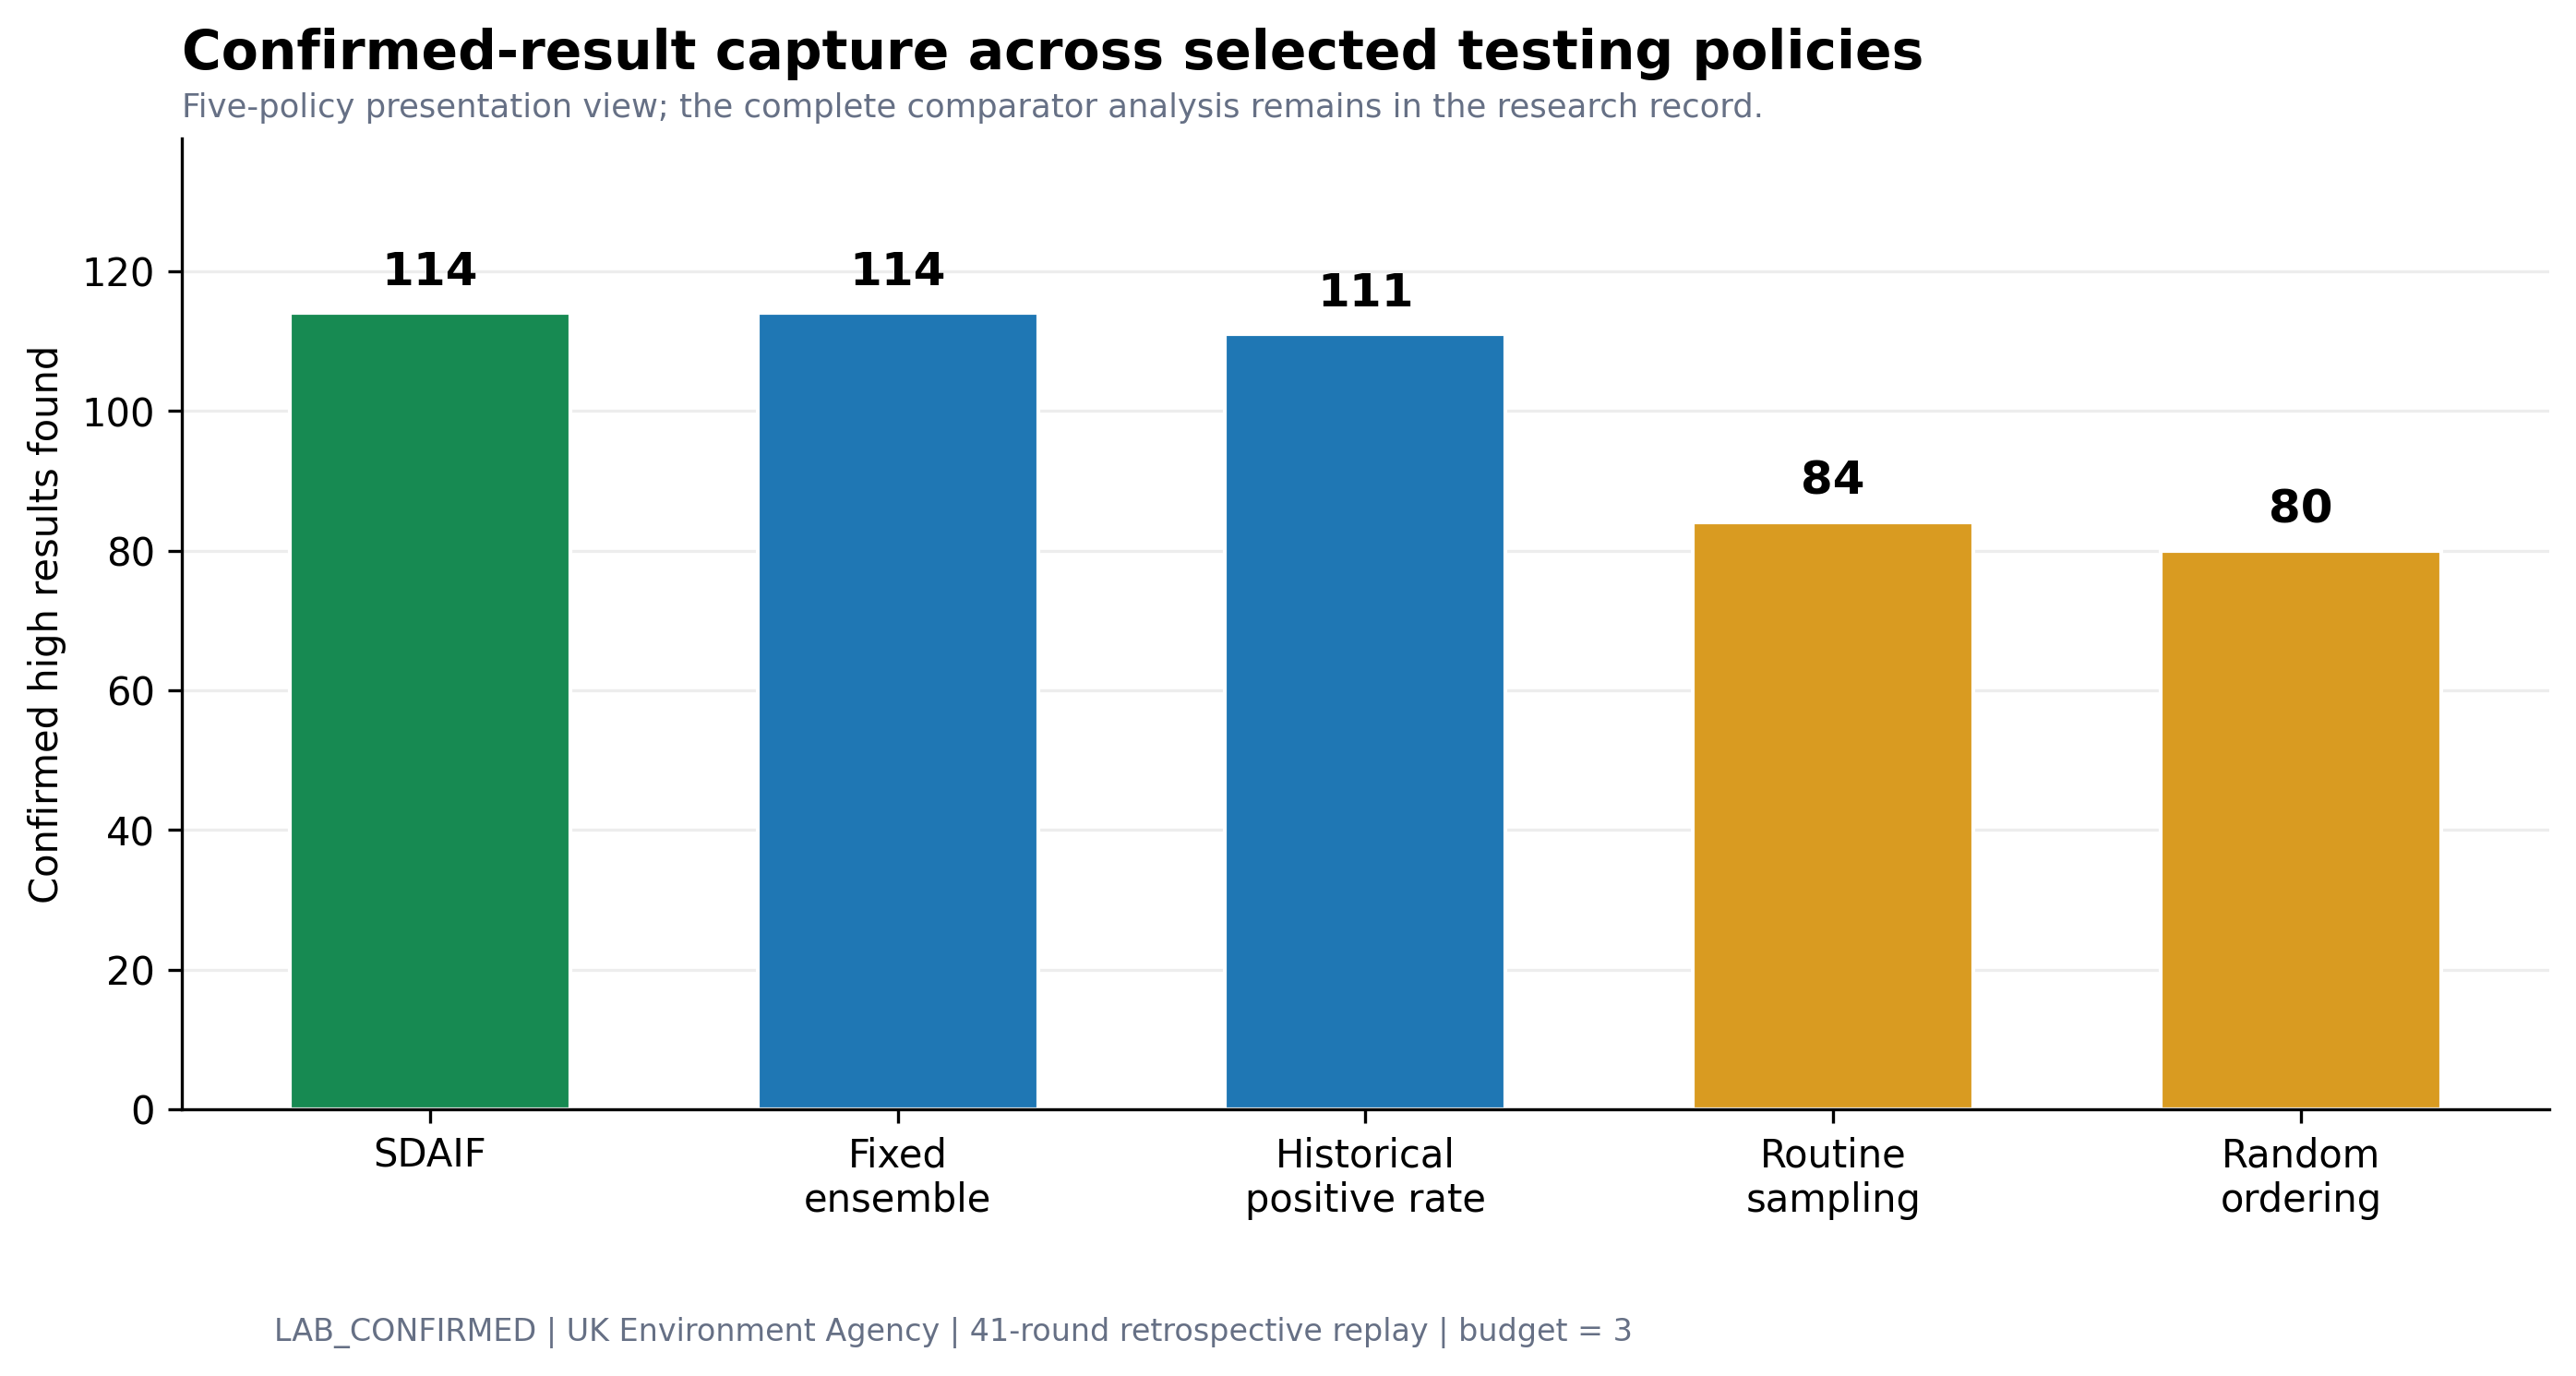 Confirmed-result capture across selected testing policies
Five-policy presentation view; the complete comparator analysis remains in the research record.
Confirmed high results found
120
100
80
60
40
20
0
114
114
111
84
80
SDAIF
Fixed
ensemble
Historical
positive rate
Routine
sampling
Random
ordering
LAB_CONFIRMED | UK Environment Agency | 41-round retrospective replay | budget = 3